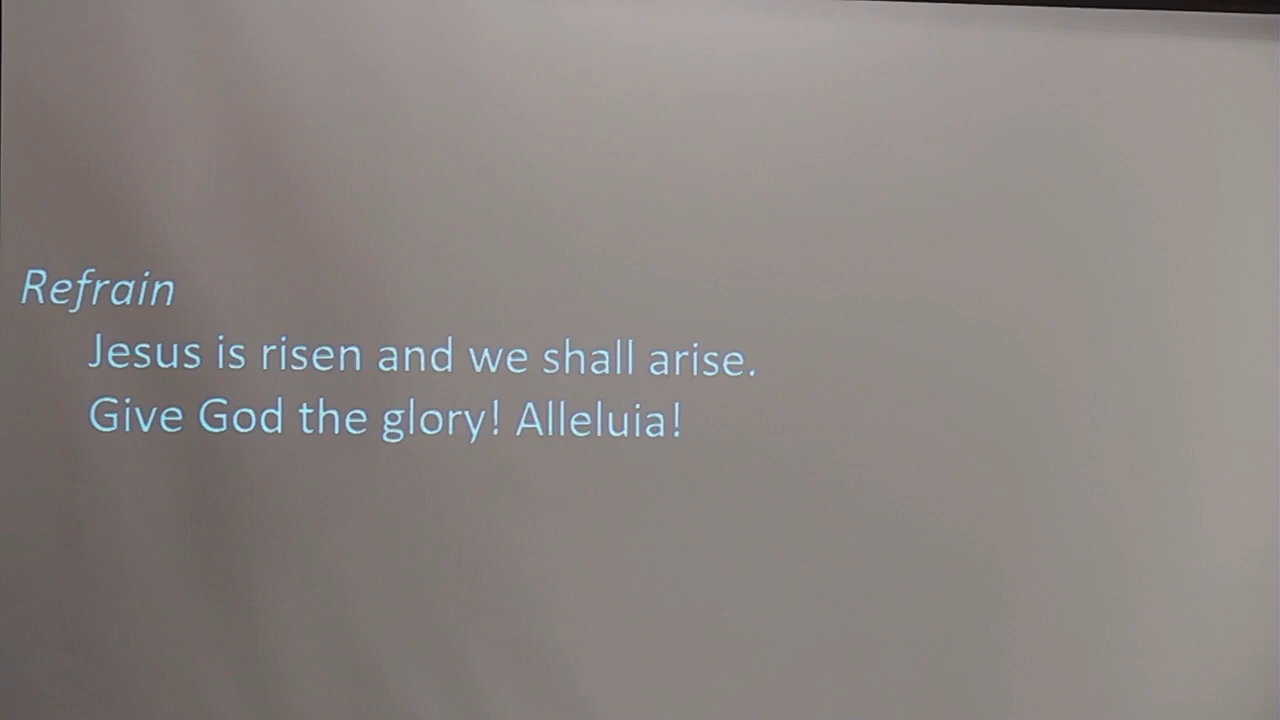 Refrain
Jesus is risen and we shall arise.
Give God the glory! Alleluia!